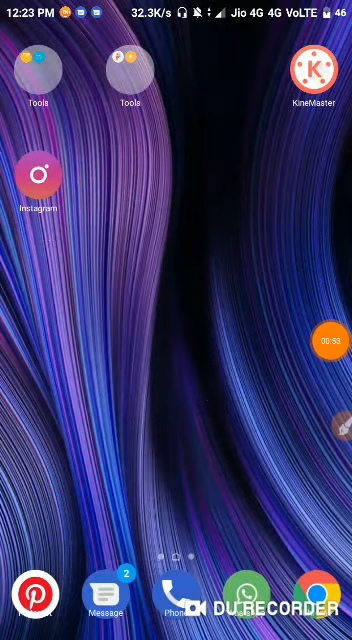 12:23 PM 32.3K/s Jio 4G 4G VoLTE 46
Tools
Tools
KineMaster
Instagram
00:53
2
Message
Phone
DU RECORDER